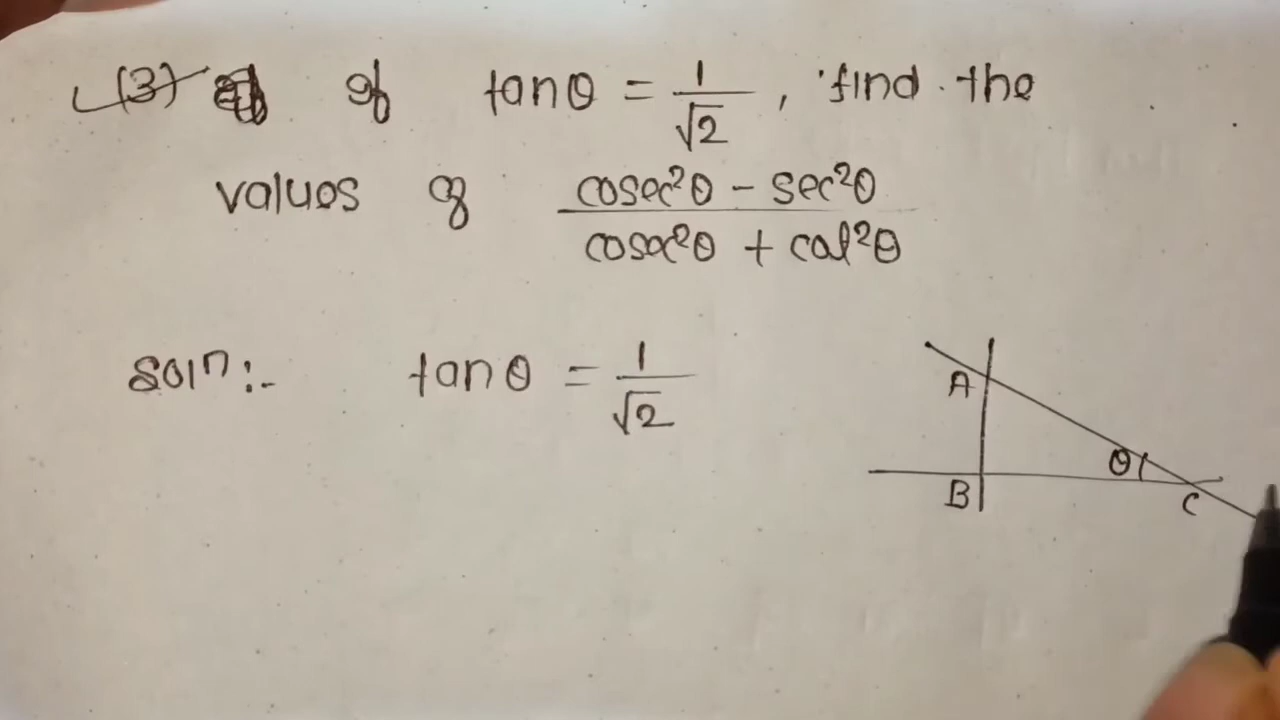 (3) If tanθ = 1/√2, find the
values of (cosec²θ - sec²θ)/(cosec²θ + cot²θ)
Solⁿ:- tanθ = 1/√2
A
θ
B
C